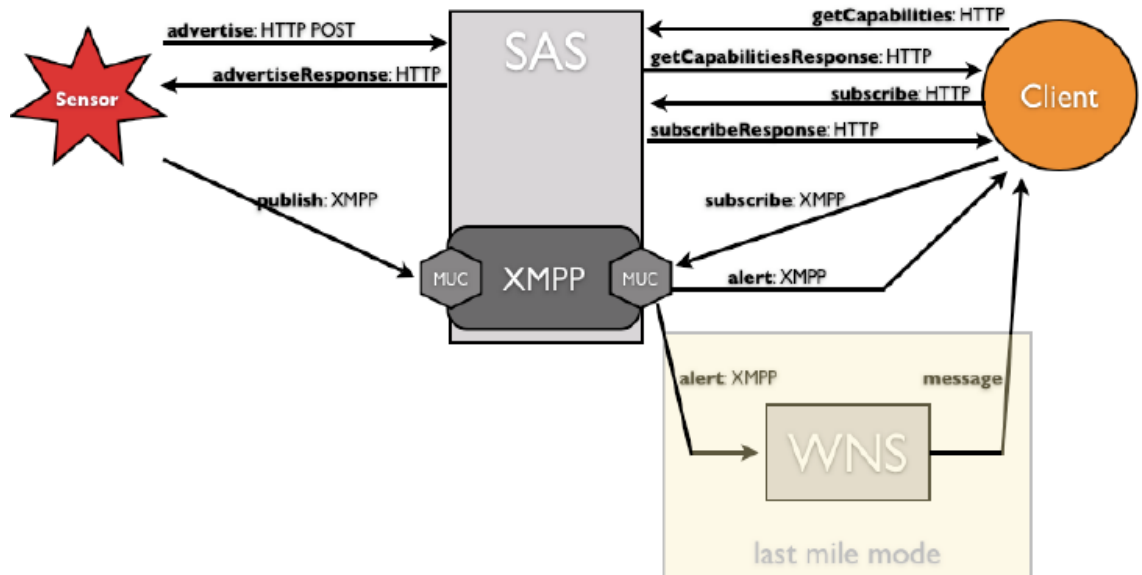 getCapabilities: HTTP
advertise: HTTP POST
SAS
getCapabilitiesResponse: HTTP
advertiseResponse: HTTP
subscribe: HTTP
Sensor
Client
subscribeResponse: HTTP
publish: XMPP
subscribe: XMPP
MUC
XMPP
MUC
alert: XMPP
alert: XMPP
message
WNS
last mile mode